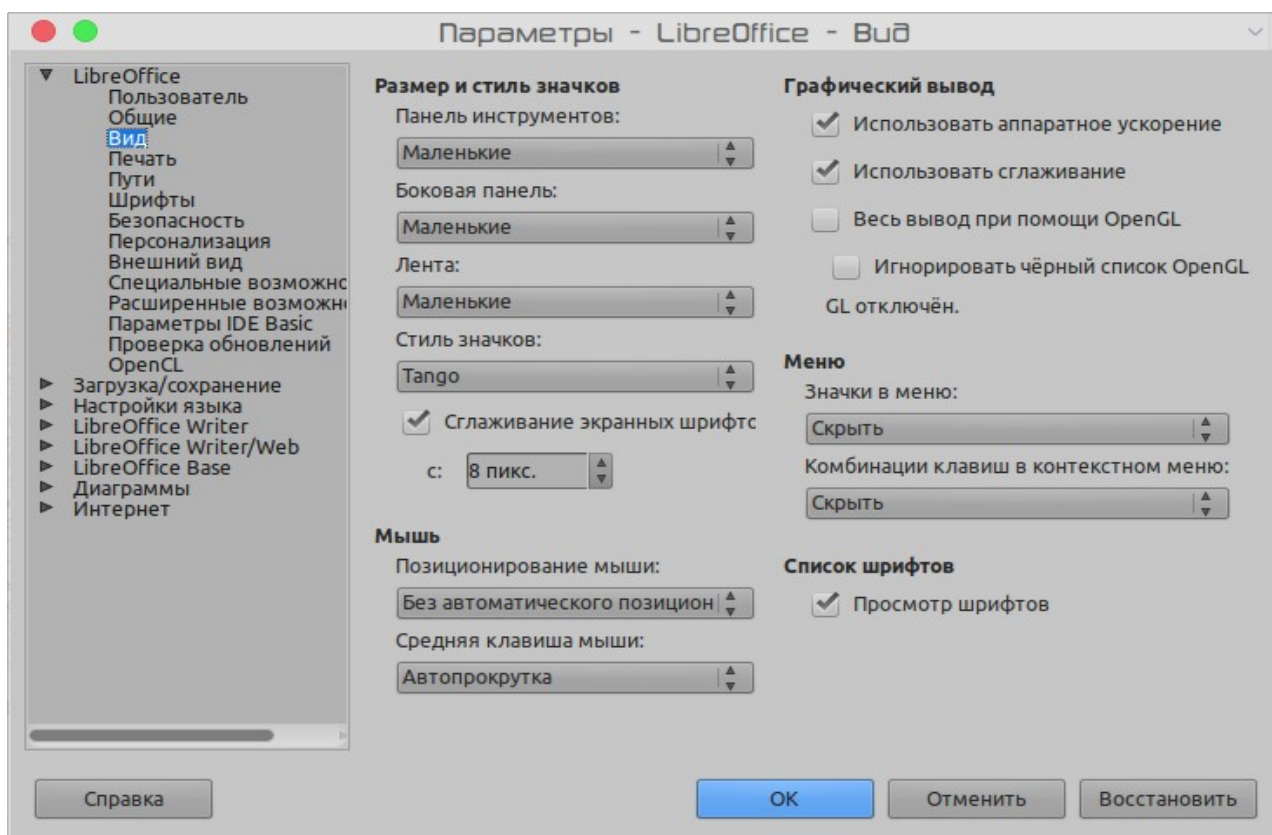 Параметры - LibreOffice - Вид
LibreOffice
Пользователь
Общие
Вид
Печать
Пути
Шрифты
Безопасность
Персонализация
Внешний вид
Специальные возможнс
Расширенные возможн
Параметры IDE Basic
Проверка обновлений
OpenCL
Загрузка/сохранение
Настройки языка
LibreOffice Writer
LibreOffice Writer/Web
LibreOffice Base
Диаграммы
Интернет
Размер и стиль значков
Панель инструментов:
Маленькие
Боковая панель:
Маленькие
Лента:
Маленькие
Стиль значков:
Tango
Сглаживание экранных шрифтс
с:
8 пикс.
Мышь
Позиционирование мыши:
Без автоматического позицион
Средняя клавиша мыши:
Автопрокрутка
Графический вывод
Использовать аппаратное ускорение
Использовать сглаживание
Весь вывод при помощи OpenGL
Игнорировать чёрный список OpenGL
GL отключён.
Меню
Значки в меню:
Скрыть
Комбинации клавиш в контекстном меню:
Скрыть
Список шрифтов
Просмотр шрифтов
Справка
OK
Отменить
Восстановить